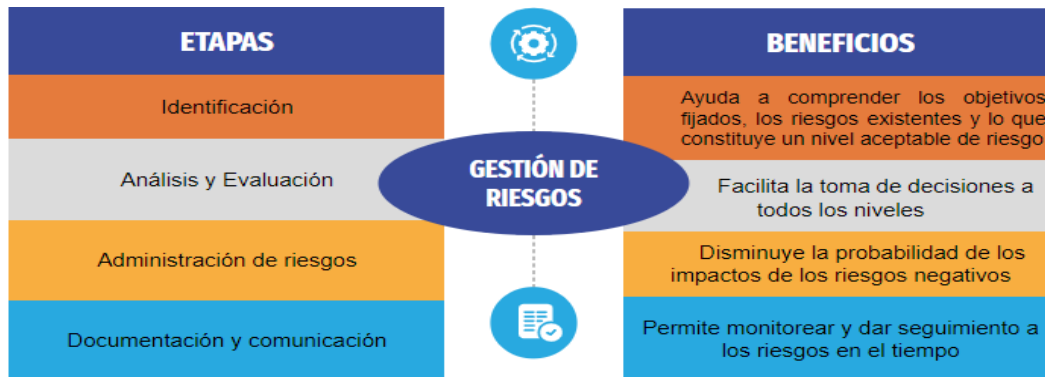 ETAPAS
Identificación
Análisis y Evaluación
Administración de riesgos
Documentación y comunicación
GESTIÓN DE
RIESGOS
BENEFICIOS
Ayuda a comprender los objetivos
fijados, los riesgos existentes y lo que
constituye un nivel aceptable de riesgo
Facilita la toma de decisiones a
todos los niveles
Disminuye la probabilidad de los
impactos de los riesgos negativos
Permite monitorear y dar seguimiento a
los riesgos en el tiempo